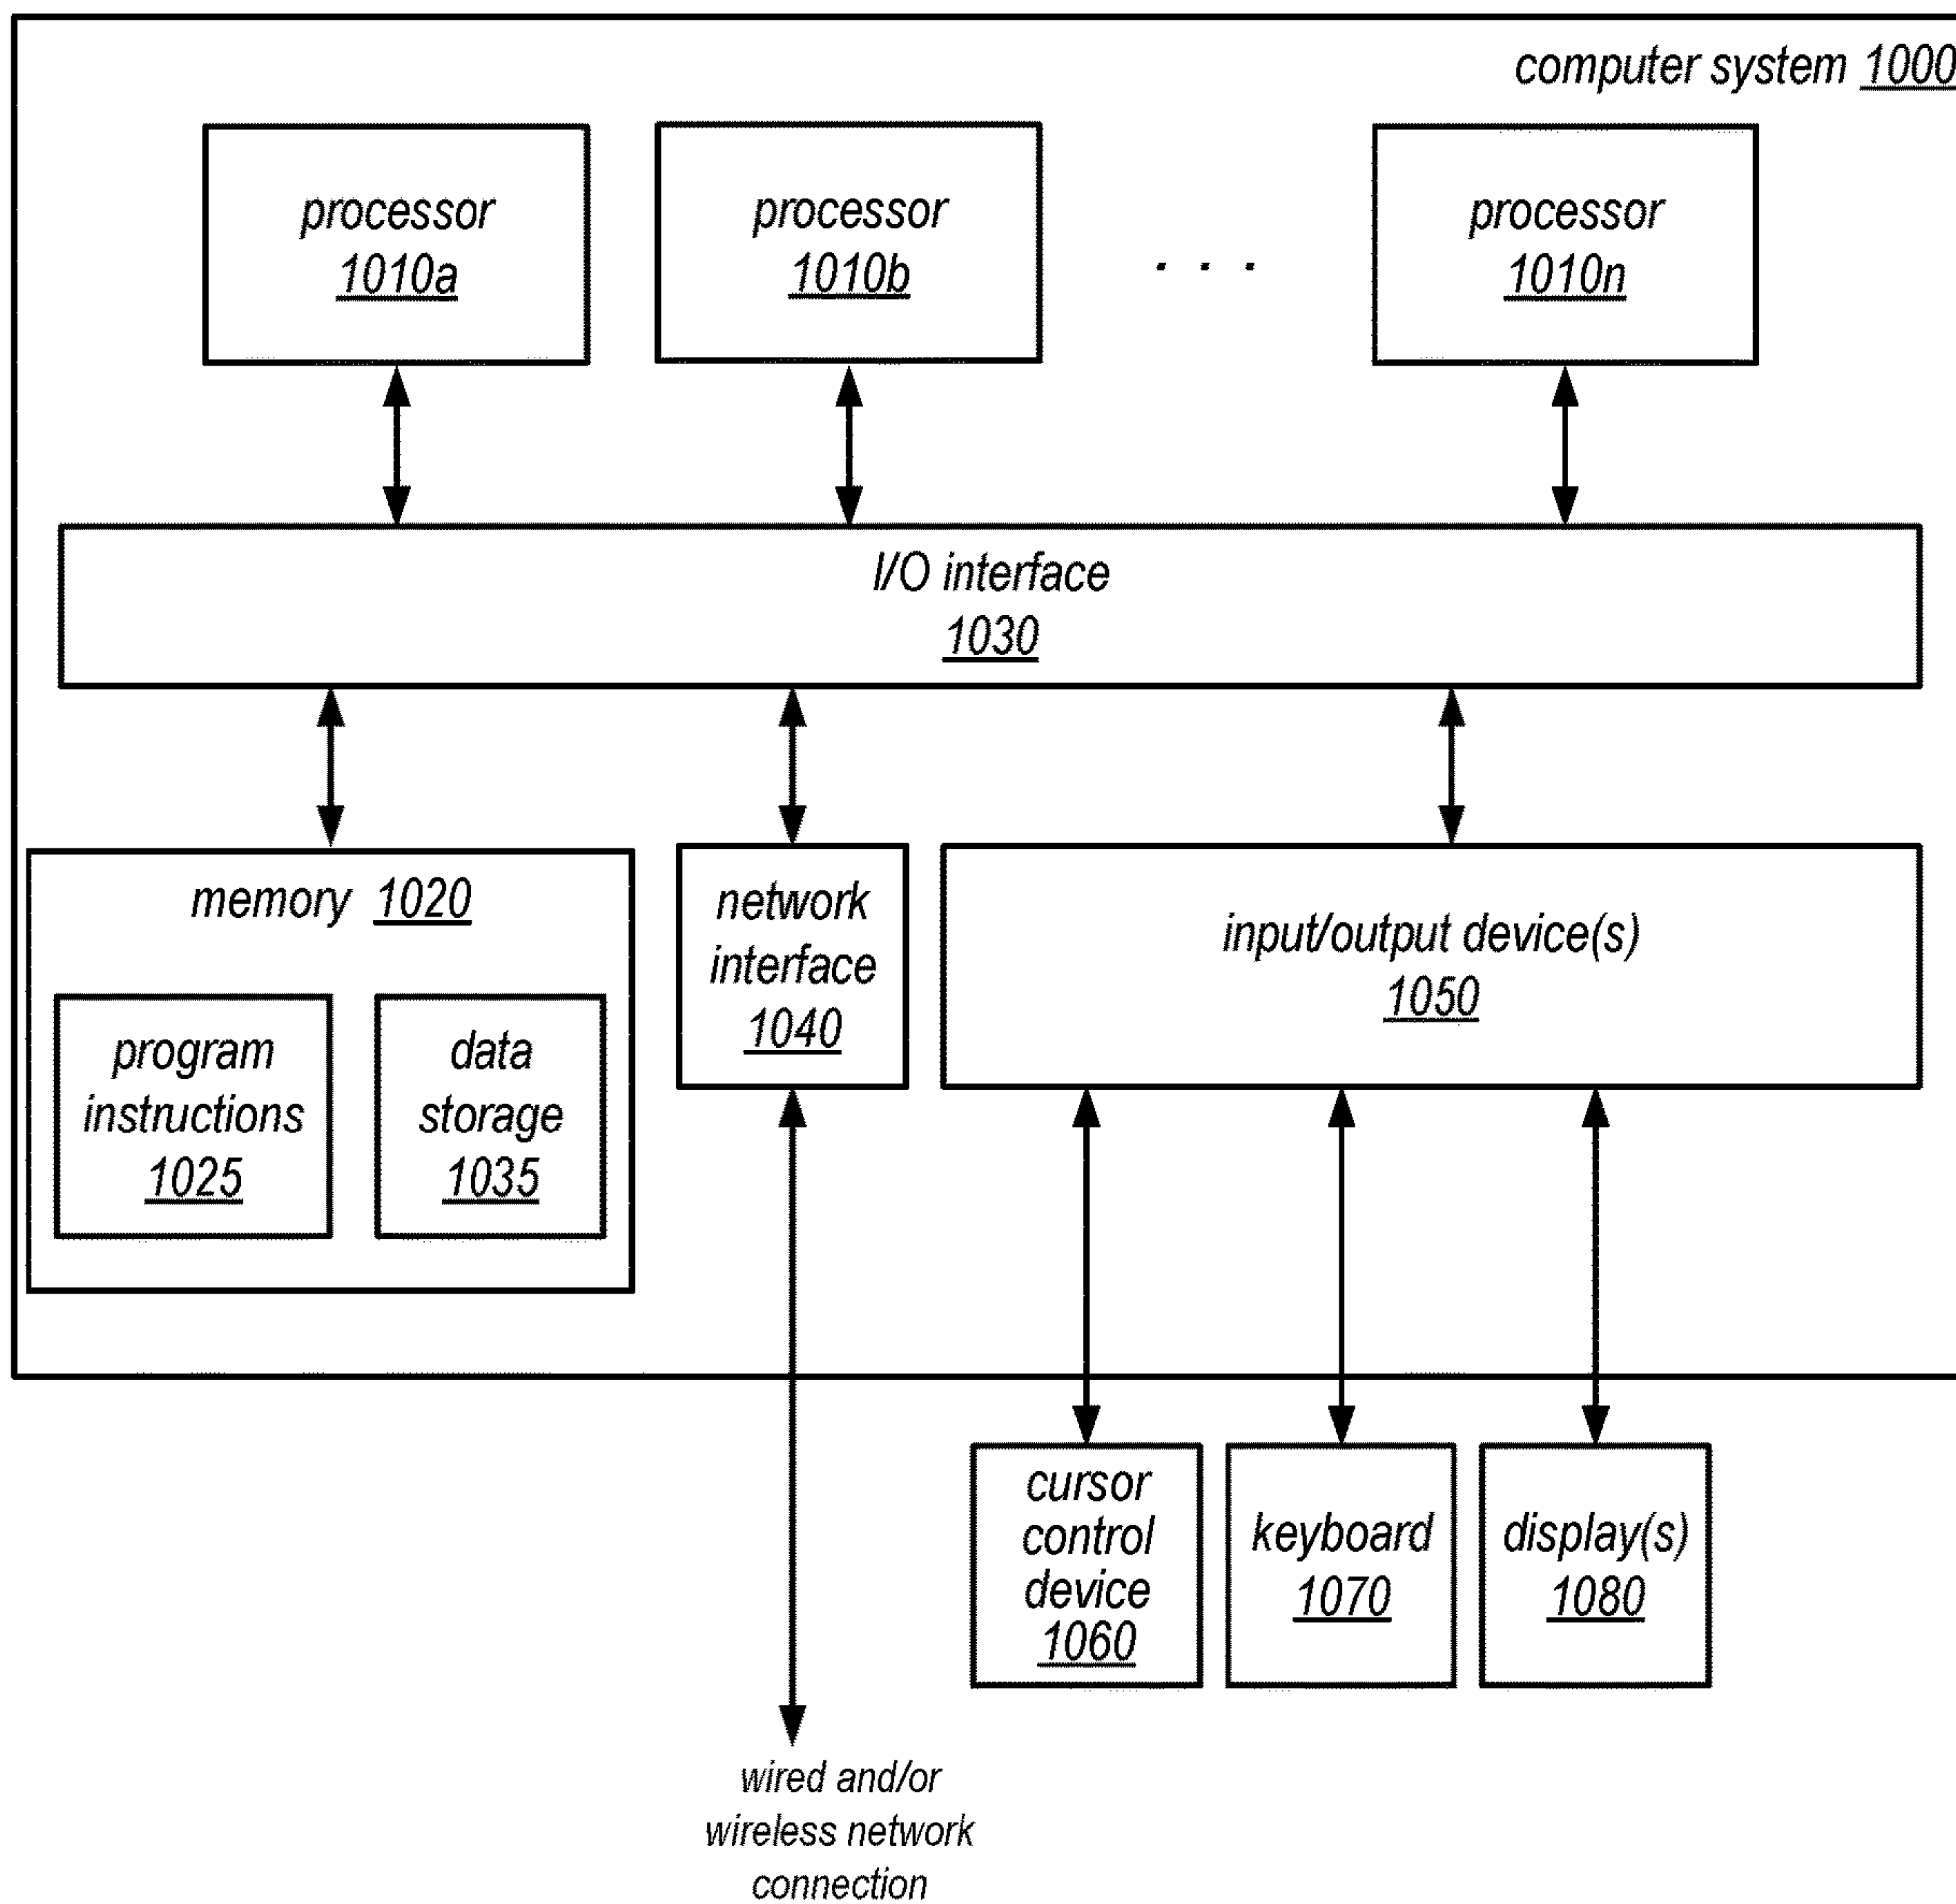 computer system 1000
processor
1010a
processor
1010b
. . .
processor
1010n
I/O interface
1030
memory 1020
program
instructions
1025
data
storage
1035
network
interface
1040
input/output device(s)
1050
cursor
control
device
1060
keyboard
1070
display(s)
1080
wired and/or
wireless network
connection